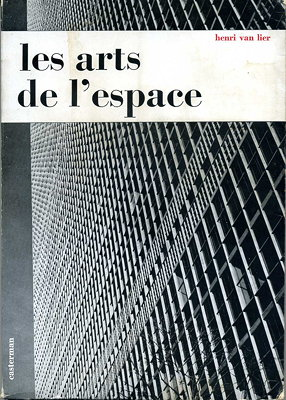 henri van lier
les arts
de l'espace
casterman